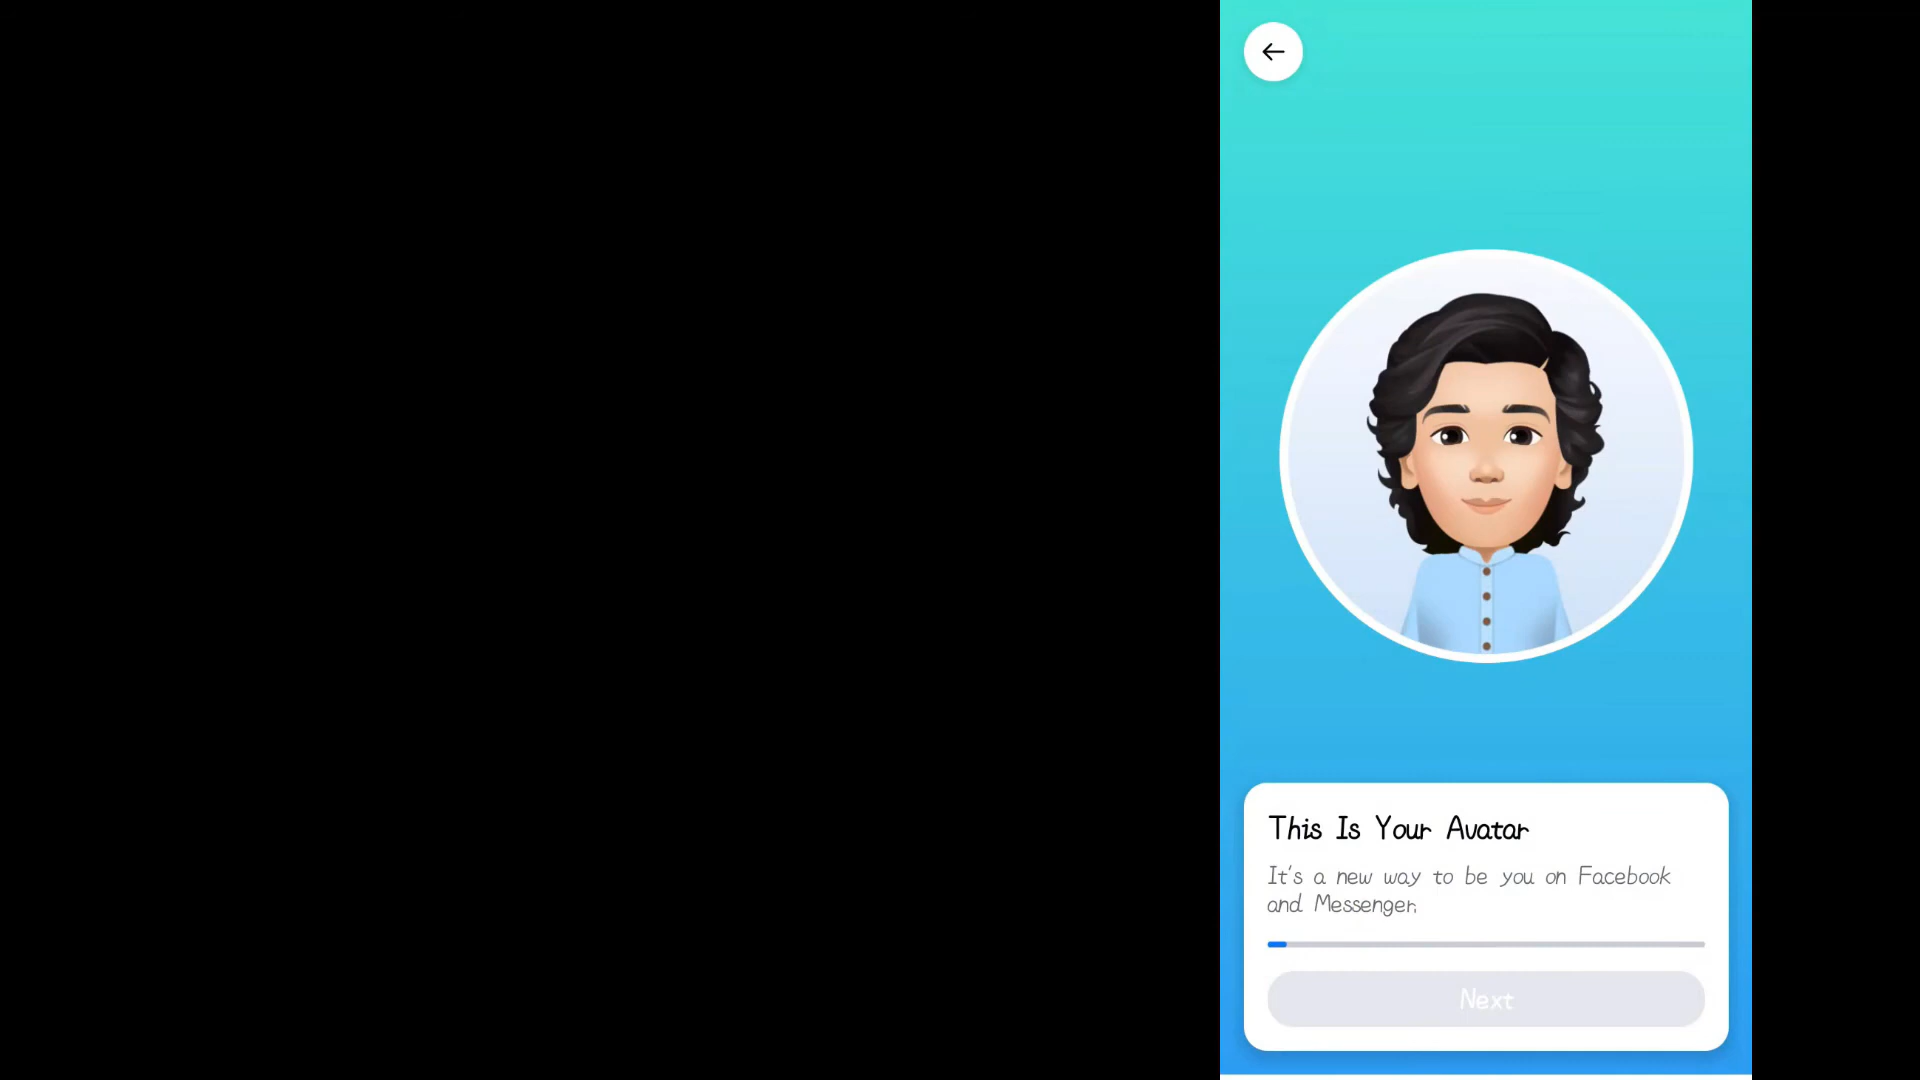 This Is Your Avatar
It's a new way to be you on Facebook
and Messenger.
Next